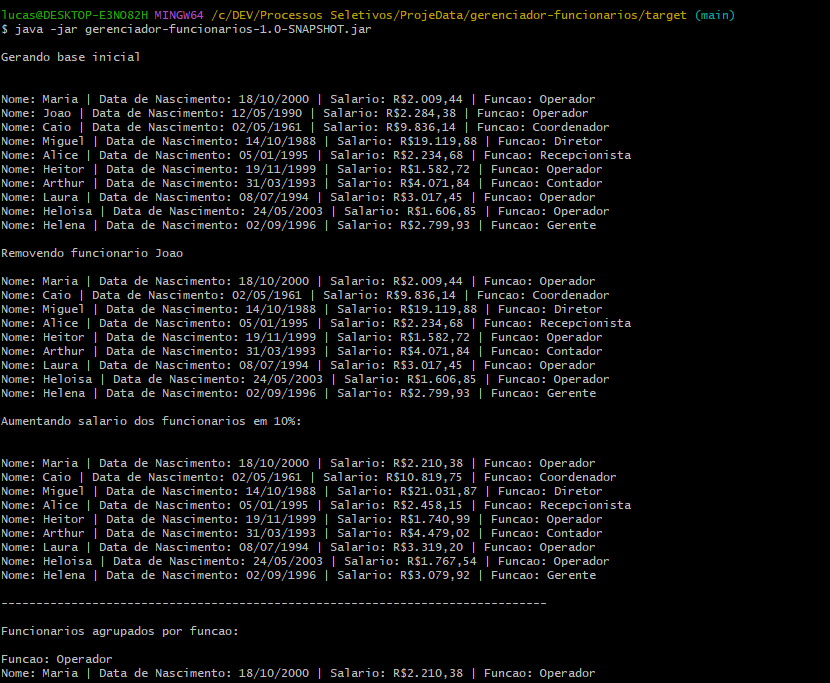 lucas@DESKTOP-E3NO82H MINGW64 /c/DEV/Processos Seletivos/ProjeData/gerenciador-funcionarios/target (main)
$ java -jar gerenciador-funcionarios-1.0-SNAPSHOT.jar
Gerando base inicial
Nome: Maria | Data de Nascimento: 18/10/2000 | Salario: R$2.009,44 | Funcao: Operador
Nome: Joao | Data de Nascimento: 12/05/1990 | Salario: R$2.284,38 | Funcao: Operador
Nome: Caio | Data de Nascimento: 02/05/1961 | Salario: R$9.836,14 | Funcao: Coordenador
Nome: Miguel | Data de Nascimento: 14/10/1988 | Salario: R$19.119,88 | Funcao: Diretor
Nome: Alice | Data de Nascimento: 05/01/1995 | Salario: R$2.234,68 | Funcao: Recepcionista
Nome: Heitor | Data de Nascimento: 19/11/1999 | Salario: R$1.582,72 | Funcao: Operador
Nome: Arthur | Data de Nascimento: 31/03/1993 | Salario: R$4.071,84 | Funcao: Contador
Nome: Laura | Data de Nascimento: 08/07/1994 | Salario: R$3.017,45 | Funcao: Operador
Nome: Heloisa | Data de Nascimento: 24/05/2003 | Salario: R$1.606,85 | Funcao: Operador
Nome: Helena | Data de Nascimento: 02/09/1996 | Salario: R$2.799,93 | Funcao: Gerente
Removendo funcionario Joao
Nome: Maria | Data de Nascimento: 18/10/2000 | Salario: R$2.009,44 | Funcao: Operador
Nome: Caio | Data de Nascimento: 02/05/1961 | Salario: R$9.836,14 | Funcao: Coordenador
Nome: Miguel | Data de Nascimento: 14/10/1988 | Salario: R$19.119,88 | Funcao: Diretor
Nome: Alice | Data de Nascimento: 05/01/1995 | Salario: R$2.234,68 | Funcao: Recepcionista
Nome: Heitor | Data de Nascimento: 19/11/1999 | Salario: R$1.582,72 | Funcao: Operador
Nome: Arthur | Data de Nascimento: 31/03/1993 | Salario: R$4.071,84 | Funcao: Contador
Nome: Laura | Data de Nascimento: 08/07/1994 | Salario: R$3.017,45 | Funcao: Operador
Nome: Heloisa | Data de Nascimento: 24/05/2003 | Salario: R$1.606,85 | Funcao: Operador
Nome: Helena | Data de Nascimento: 02/09/1996 | Salario: R$2.799,93 | Funcao: Gerente
Aumentando salario dos funcionarios em 10%:
Nome: Maria | Data de Nascimento: 18/10/2000 | Salario: R$2.210,38 | Funcao: Operador
Nome: Caio | Data de Nascimento: 02/05/1961 | Salario: R$10.819,75 | Funcao: Coordenador
Nome: Miguel | Data de Nascimento: 14/10/1988 | Salario: R$21.031,87 | Funcao: Diretor
Nome: Alice | Data de Nascimento: 05/01/1995 | Salario: R$2.458,15 | Funcao: Recepcionista
Nome: Heitor | Data de Nascimento: 19/11/1999 | Salario: R$1.740,99 | Funcao: Operador
Nome: Arthur | Data de Nascimento: 31/03/1993 | Salario: R$4.479,02 | Funcao: Contador
Nome: Laura | Data de Nascimento: 08/07/1994 | Salario: R$3.319,20 | Funcao: Operador
Nome: Heloisa | Data de Nascimento: 24/05/2003 | Salario: R$1.767,54 | Funcao: Operador
Nome: Helena | Data de Nascimento: 02/09/1996 | Salario: R$3.079,92 | Funcao: Gerente
------------------------------------------------------------------------------
Funcionarios agrupados por funcao:
Funcao: Operador
Nome: Maria | Data de Nascimento: 18/10/2000 | Salario: R$2.210,38 | Funcao: Operador